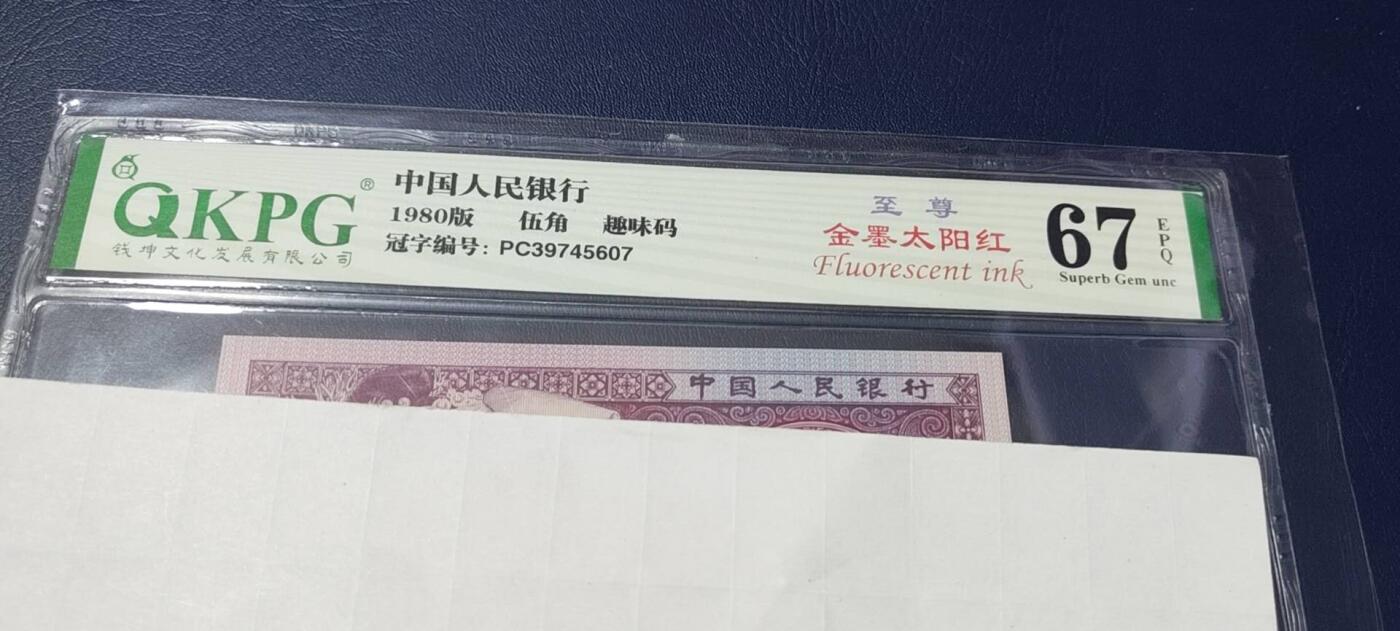 QKPG®
钱坤文化发展有限公司
中国人民银行
1980版 伍角 趣味码
冠字编号: PC39745607
至尊
金墨太阳红
Fluorescent ink
67
EPQ
Superb Gem unc
中国人民银行